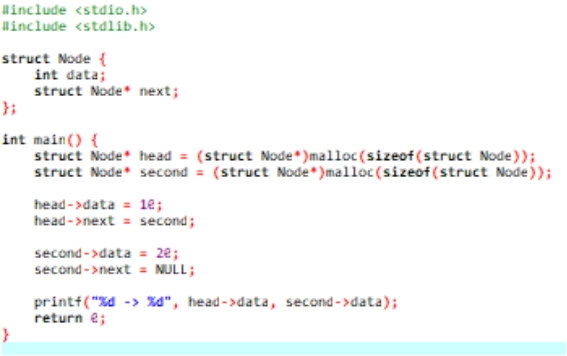 #include <stdio.h>
#include <stdlib.h>
struct Node {
    int data;
    struct Node* next;
};
int main() {
    struct Node* head = (struct Node*)malloc(sizeof(struct Node));
    struct Node* second = (struct Node*)malloc(sizeof(struct Node));
    head->data = 10;
    head->next = second;
    second->data = 20;
    second->next = NULL;
    printf("%d -> %d", head->data, second->data);
    return 0;
}